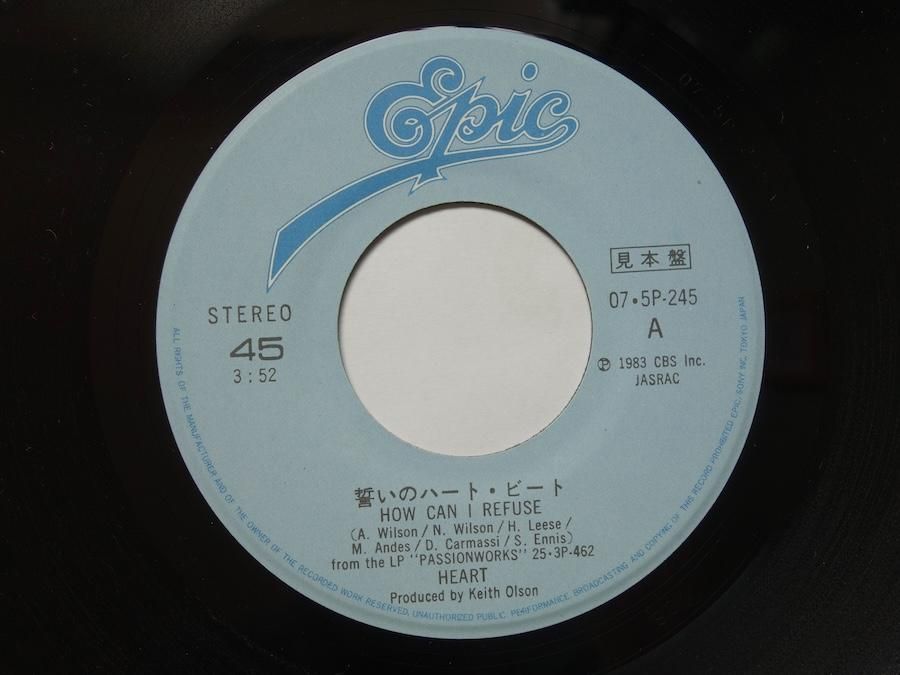 Epic
見本盤
STEREO
07・5P-245
45
A
3:52
Ⓟ 1983 CBS Inc.
JASRAC
誓いのハート・ビート
HOW CAN I REFUSE
(A. Wilson/N. Wilson/H. Leese/
M. Andes/D. Carmassi/S. Ennis)
from the LP "PASSIONWORKS" 25・3P-462
HEART
Produced by Keith Olson
ALL RIGHTS OF THE MANUFACTURER AND OF THE OWNER OF THE RECORDED WORK RESERVED, UNAUTHORIZED PUBLIC PERFORMANCE, BROADCASTING AND COPYING OF THIS RECORD PROHIBITED EPIC/SONY INC. TOKYO JAPAN